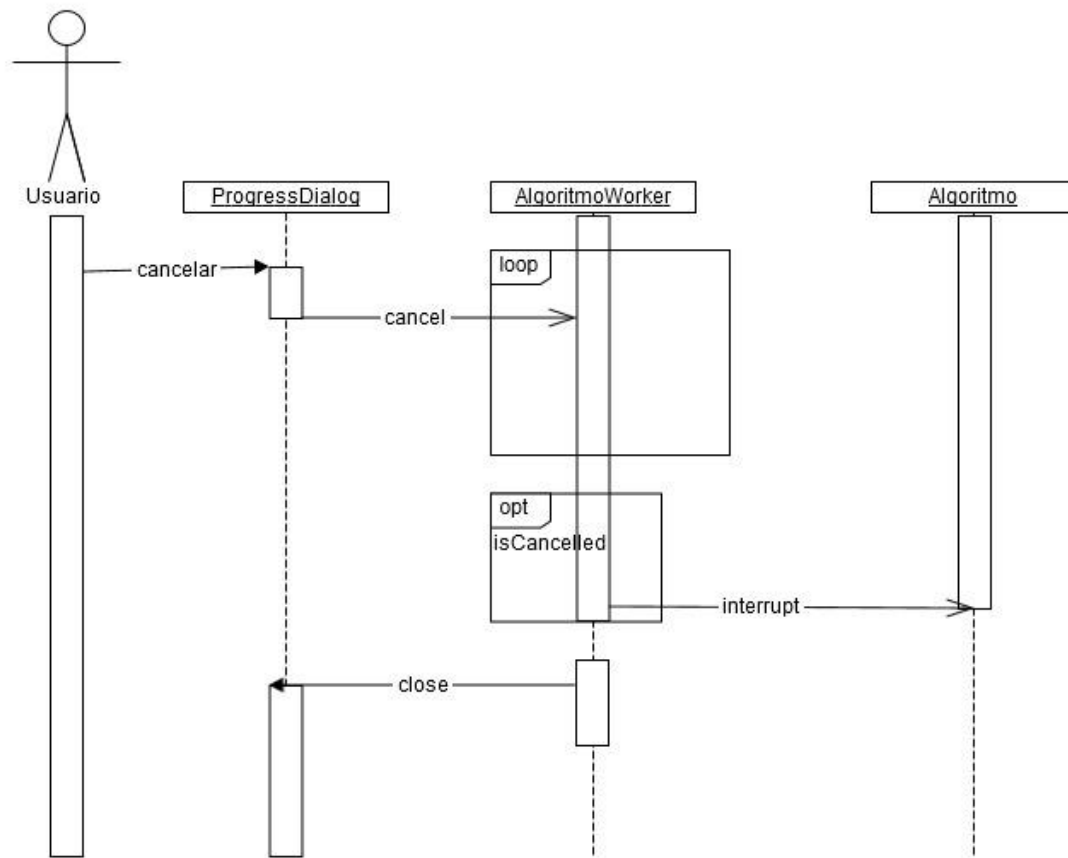 Usuario
ProgressDialog
AlgoritmoWorker
Algoritmo
loop
cancelar
cancel
opt
isCancelled
interrupt
close